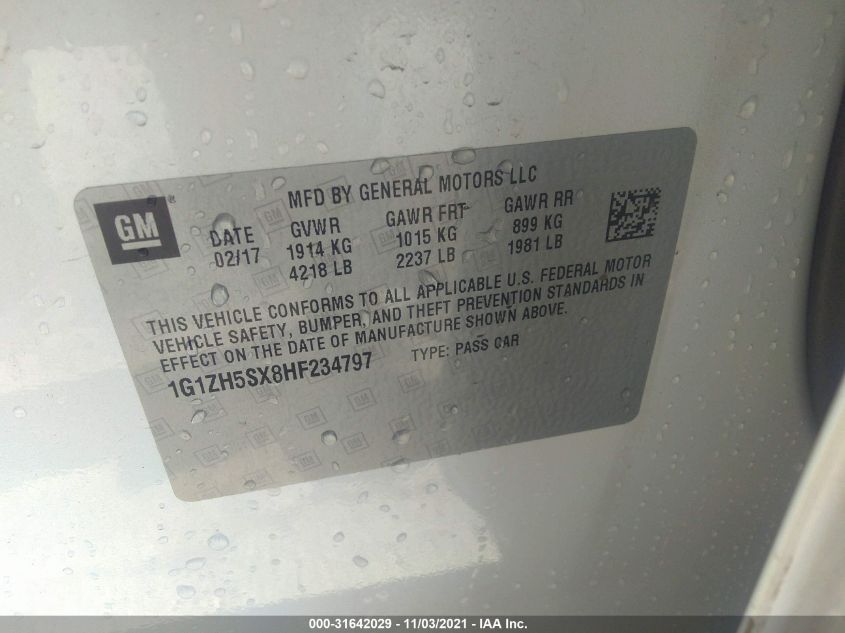 GM ®
MFD BY GENERAL MOTORS LLC
DATE GVWR GAWR FRT GAWR RR
02/17 1914 KG 1015 KG 899 KG
4218 LB 2237 LB 1981 LB
THIS VEHICLE CONFORMS TO ALL APPLICABLE U.S. FEDERAL MOTOR
VEHICLE SAFETY, BUMPER, AND THEFT PREVENTION STANDARDS IN
EFFECT ON THE DATE OF MANUFACTURE SHOWN ABOVE.
1G1ZH5SX8HF234797 TYPE: PASS CAR
000-31642029 - 11/03/2021 - IAA Inc.